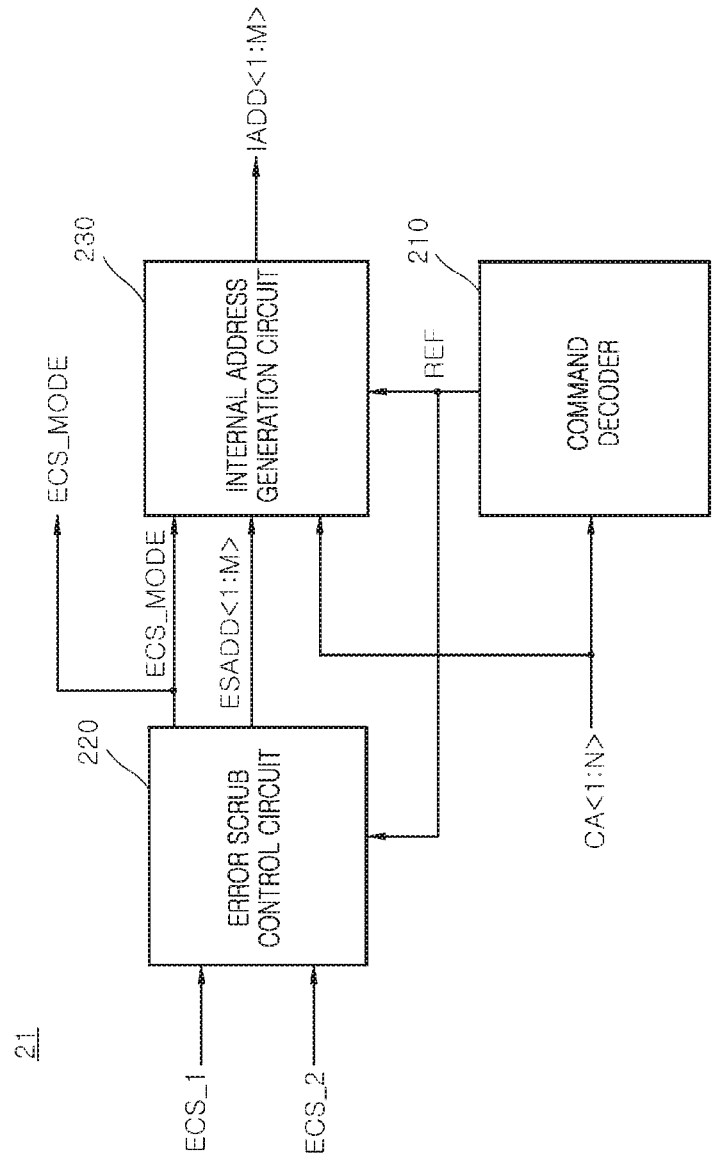 21
ECS_MODE
220
230
ECS_1
ECS_2
ERROR SCRUB
CONTROL CIRCUIT
ECS_MODE
ESADD<1:M>
INTERNAL ADDRESS
GENERATION CIRCUIT
IADD<1:M>
REF
210
CA<1:N>
COMMAND
DECODER